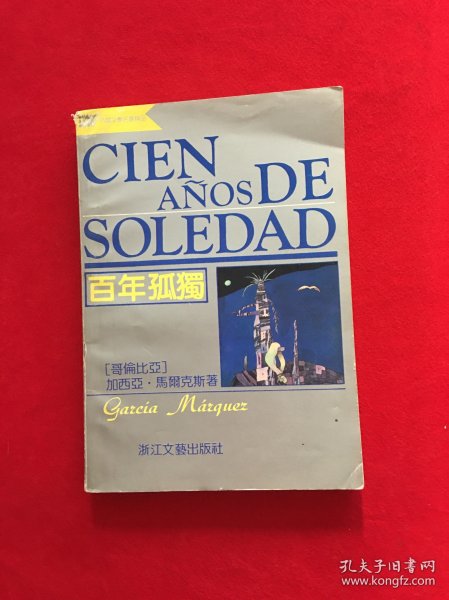 CIEN
AÑOS DE
SOLEDAD
百年孤獨
[哥倫比亞]
加西亞·馬爾克斯著
García Márquez
浙江文藝出版社
孔夫子旧书网
www.kongfz.com